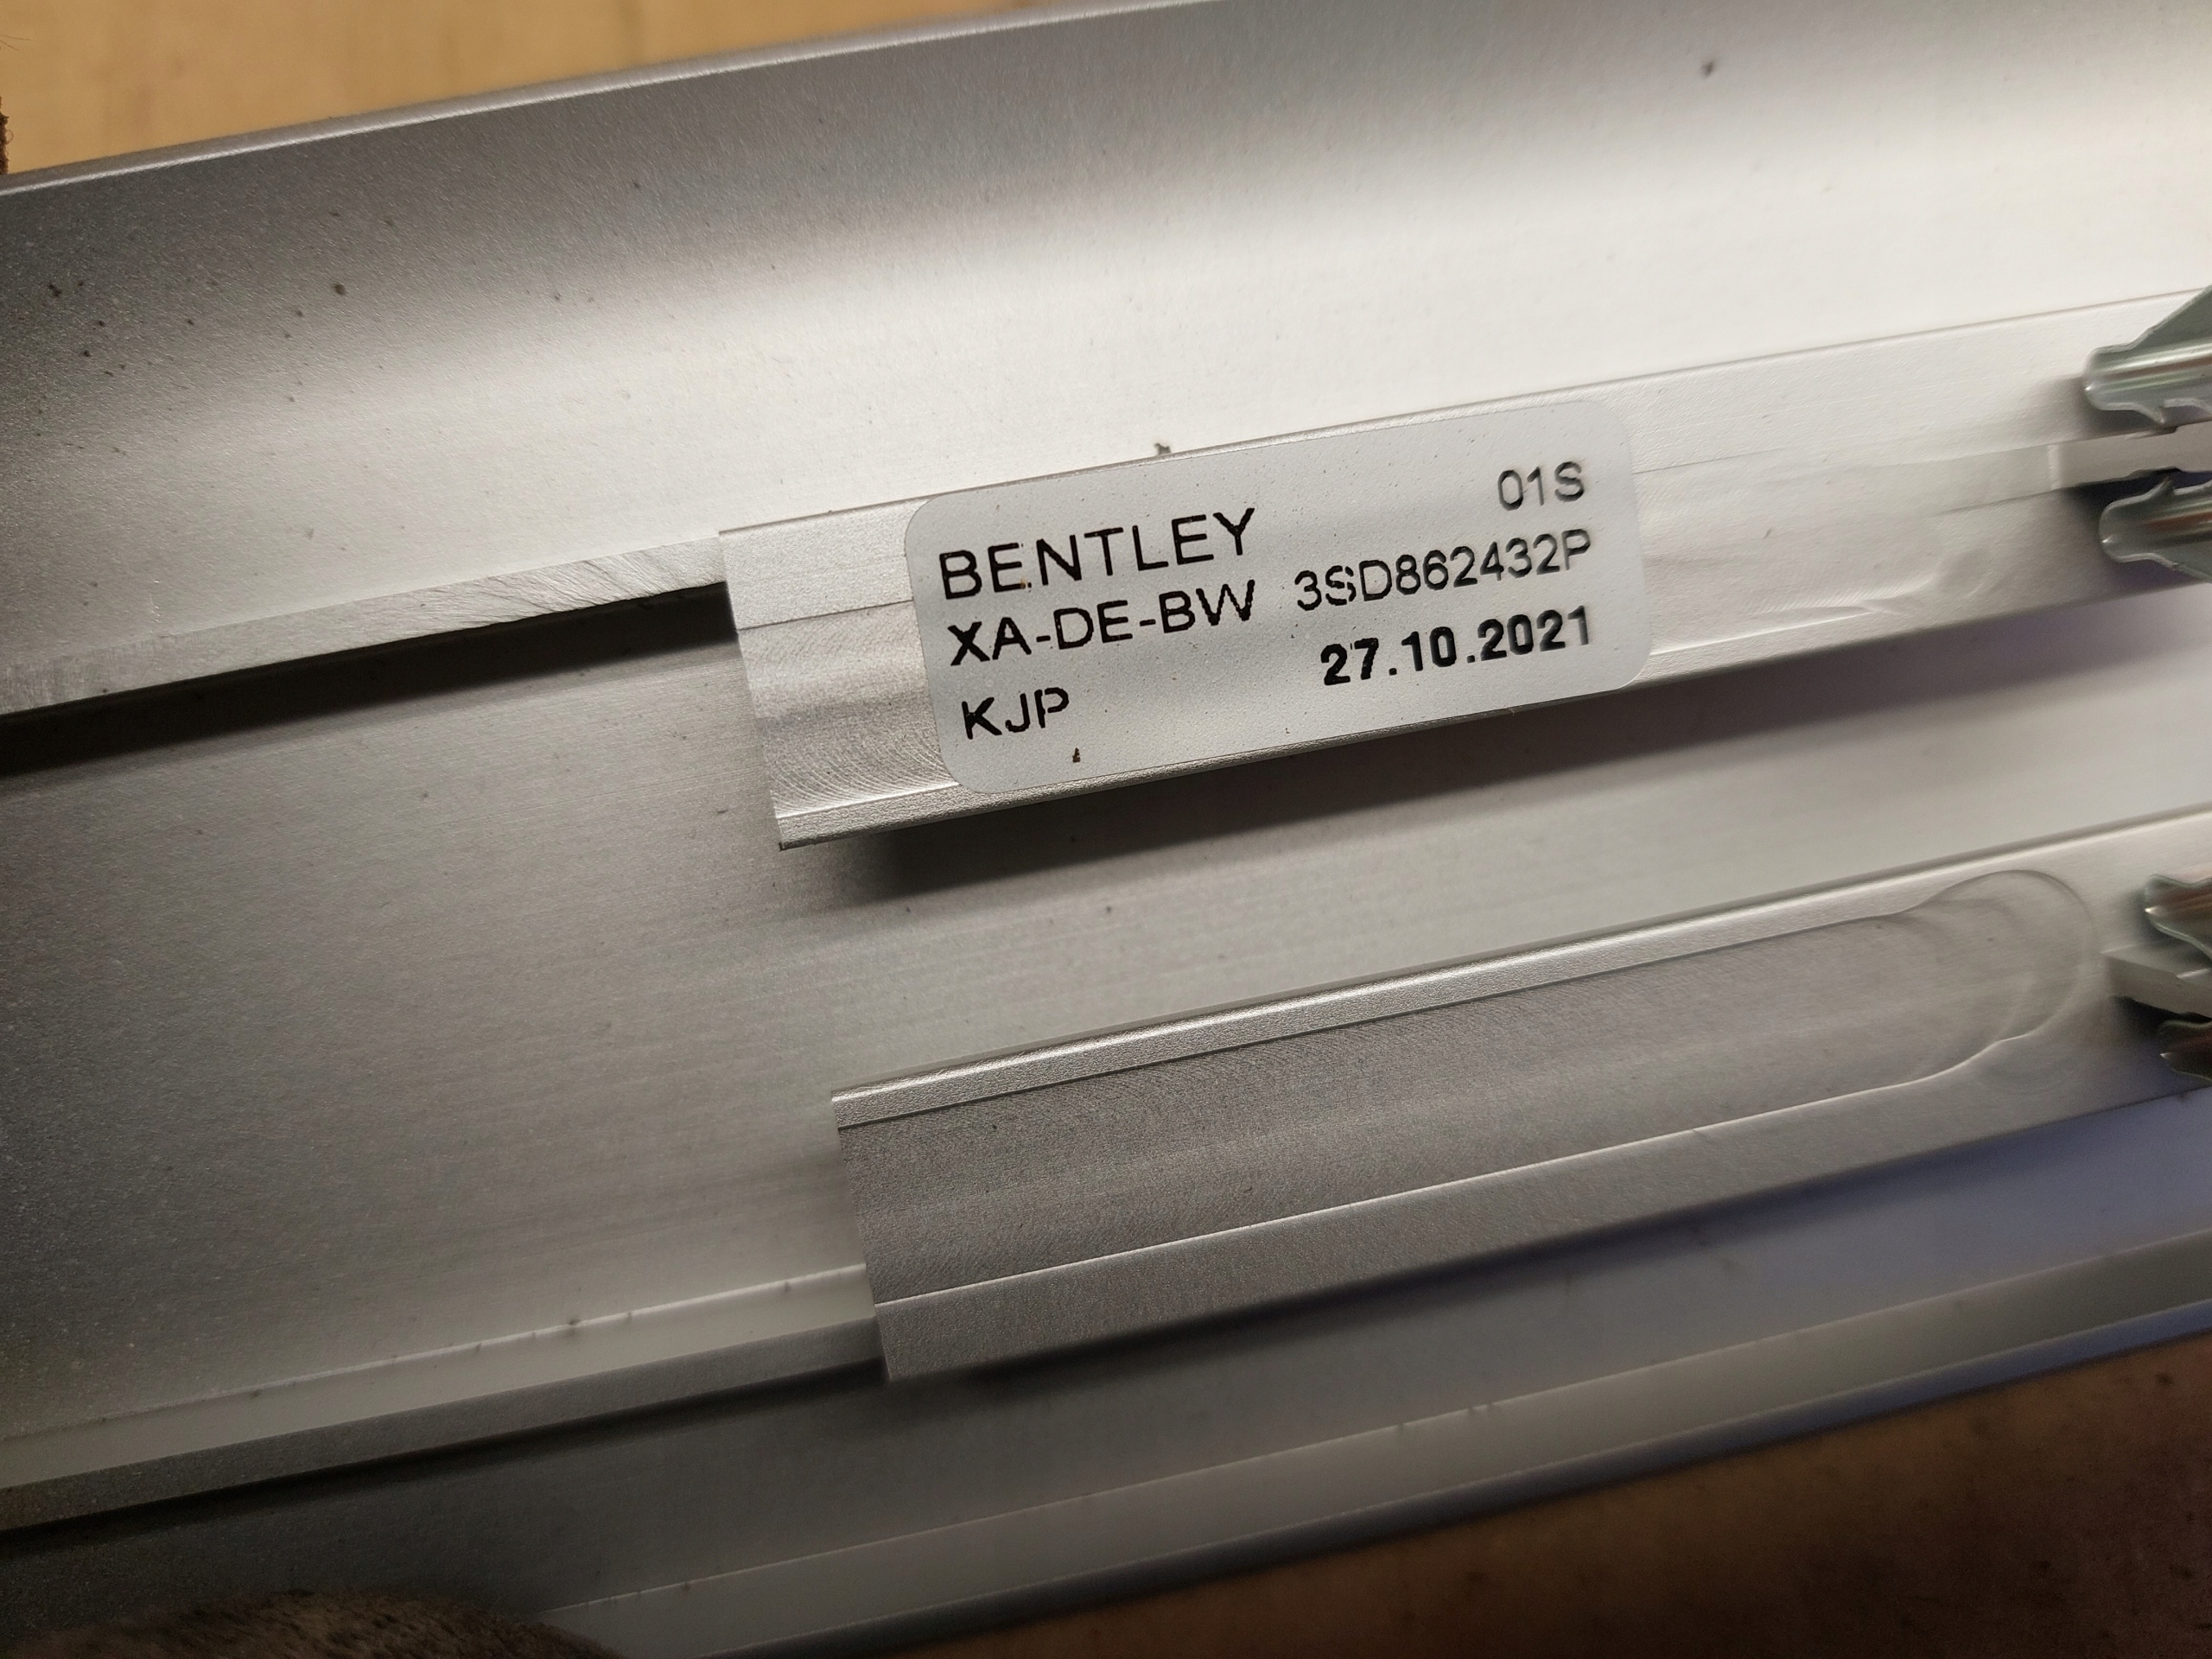 01S
BENTLEY
XA-DE-BW 3SD862432P
27.10.2021
KJP